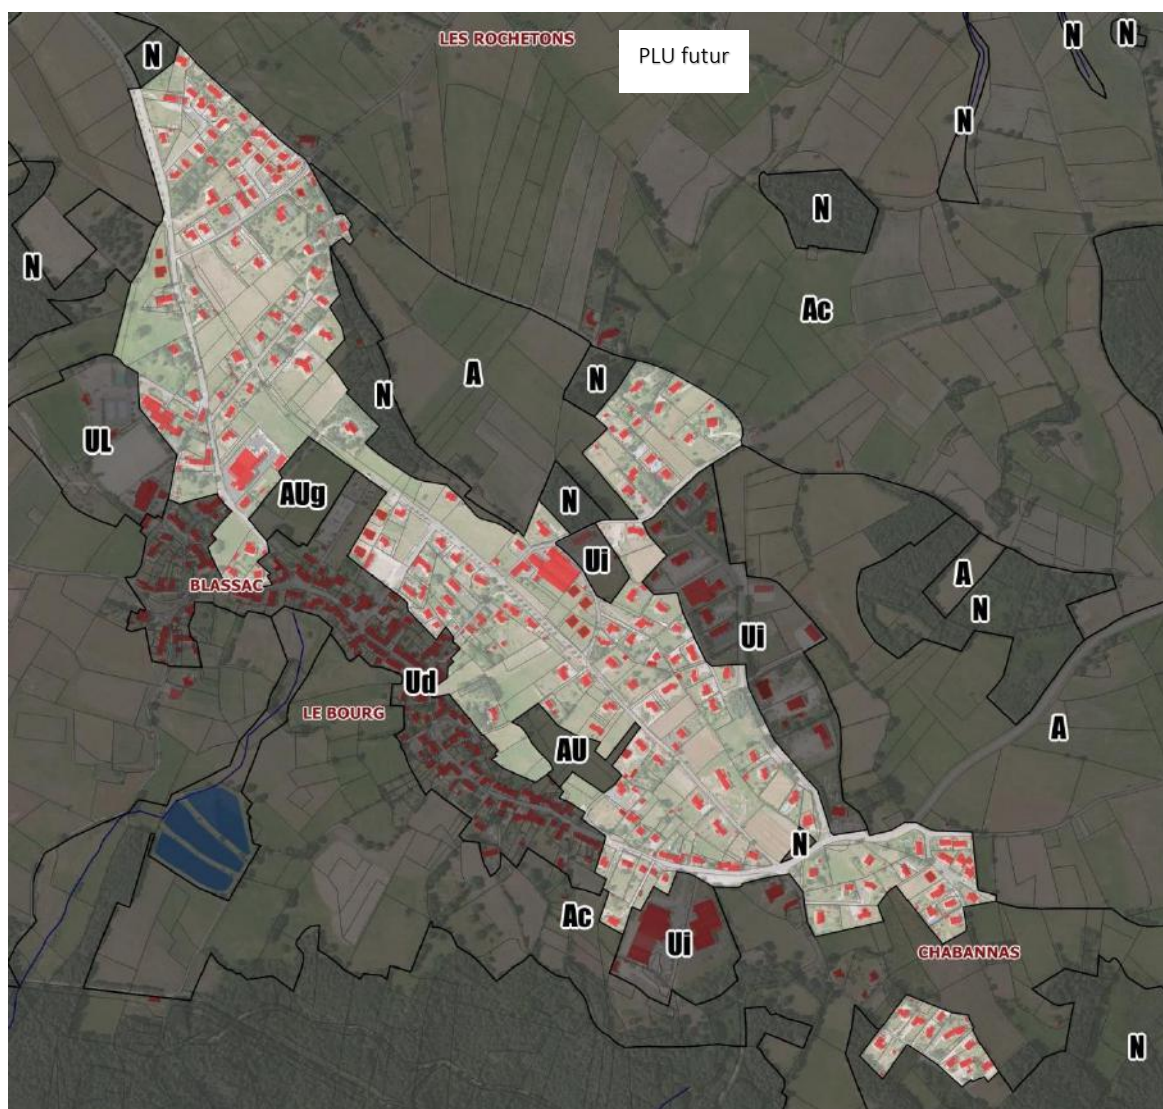 LES ROCHETONS
PLU futur
N
N
N
N
N
N
N
Ac
A
N
N
UL
AUg
N
Ui
A
N
BLASSAC
Ui
Ud
LE BOURG
A
AU
N
Ac
Ui
CHABANNAS
N